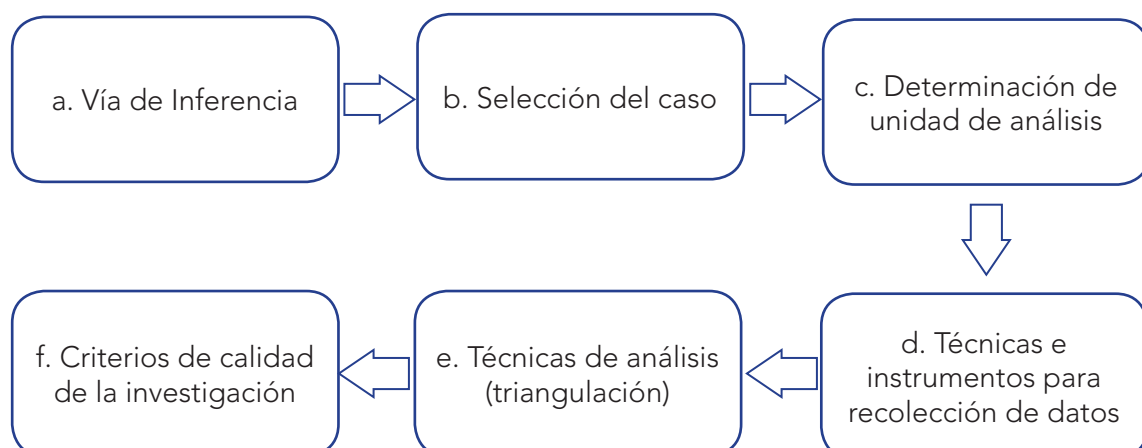 a. Vía de Inferencia
b. Selección del caso
c. Determinación de
unidad de análisis
d. Técnicas e
instrumentos para
recolección de datos
e. Técnicas de análisis
(triangulación)
f. Criterios de calidad
de la investigación